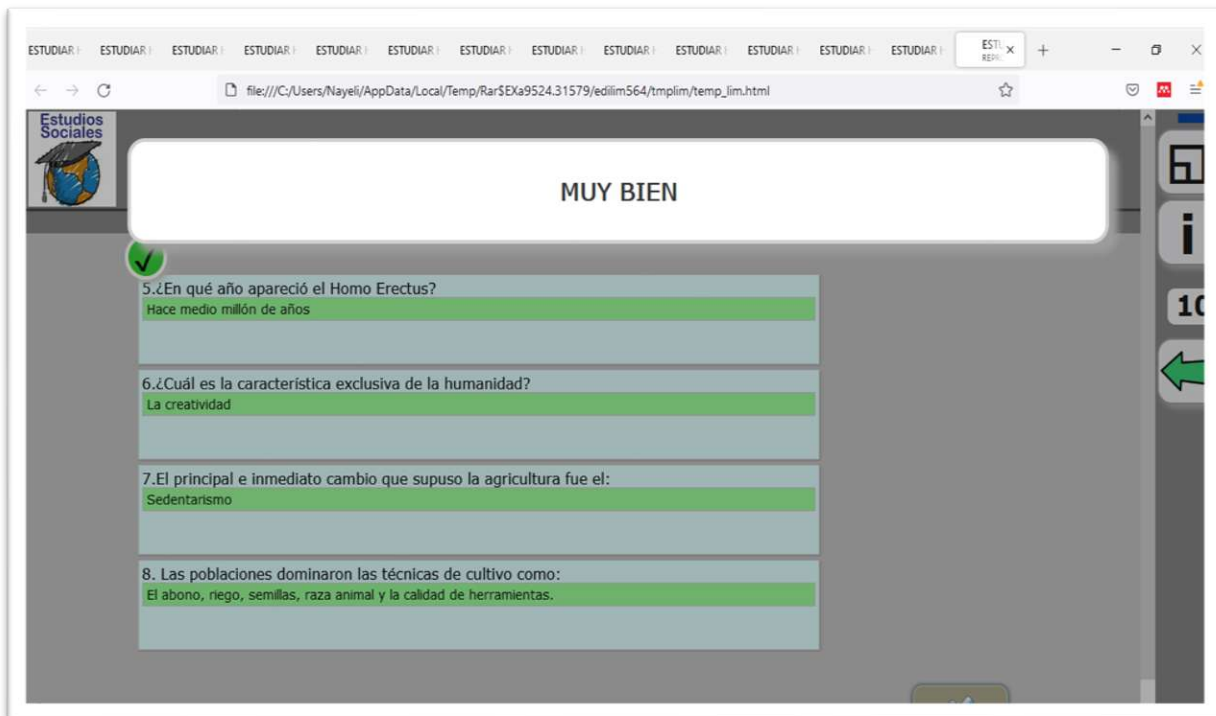 ESTUDIAR ESTUDIAR ESTUDIAR ESTUDIAR ESTUDIAR ESTUDIAR ESTUDIAR ESTUDIAR ESTUDIAR ESTUDIAR ESTUDIAR ESTUDIAR ESTUDIAR ESTU
file:///C:/Users/Nayeli/AppData/Local/Temp/Rar$EXa9524.31579/edilim564/tmplim/temp_lim.html
Estudios
Sociales
MUY BIEN
i
5.¿En qué año apareció el Homo Erectus?
Hace medio millón de años
10
6.¿Cuál es la característica exclusiva de la humanidad?
La creatividad
7.El principal e inmediato cambio que supuso la agricultura fue el:
Sedentarismo
8. Las poblaciones dominaron las técnicas de cultivo como:
El abono, riego, semillas, raza animal y la calidad de herramientas.